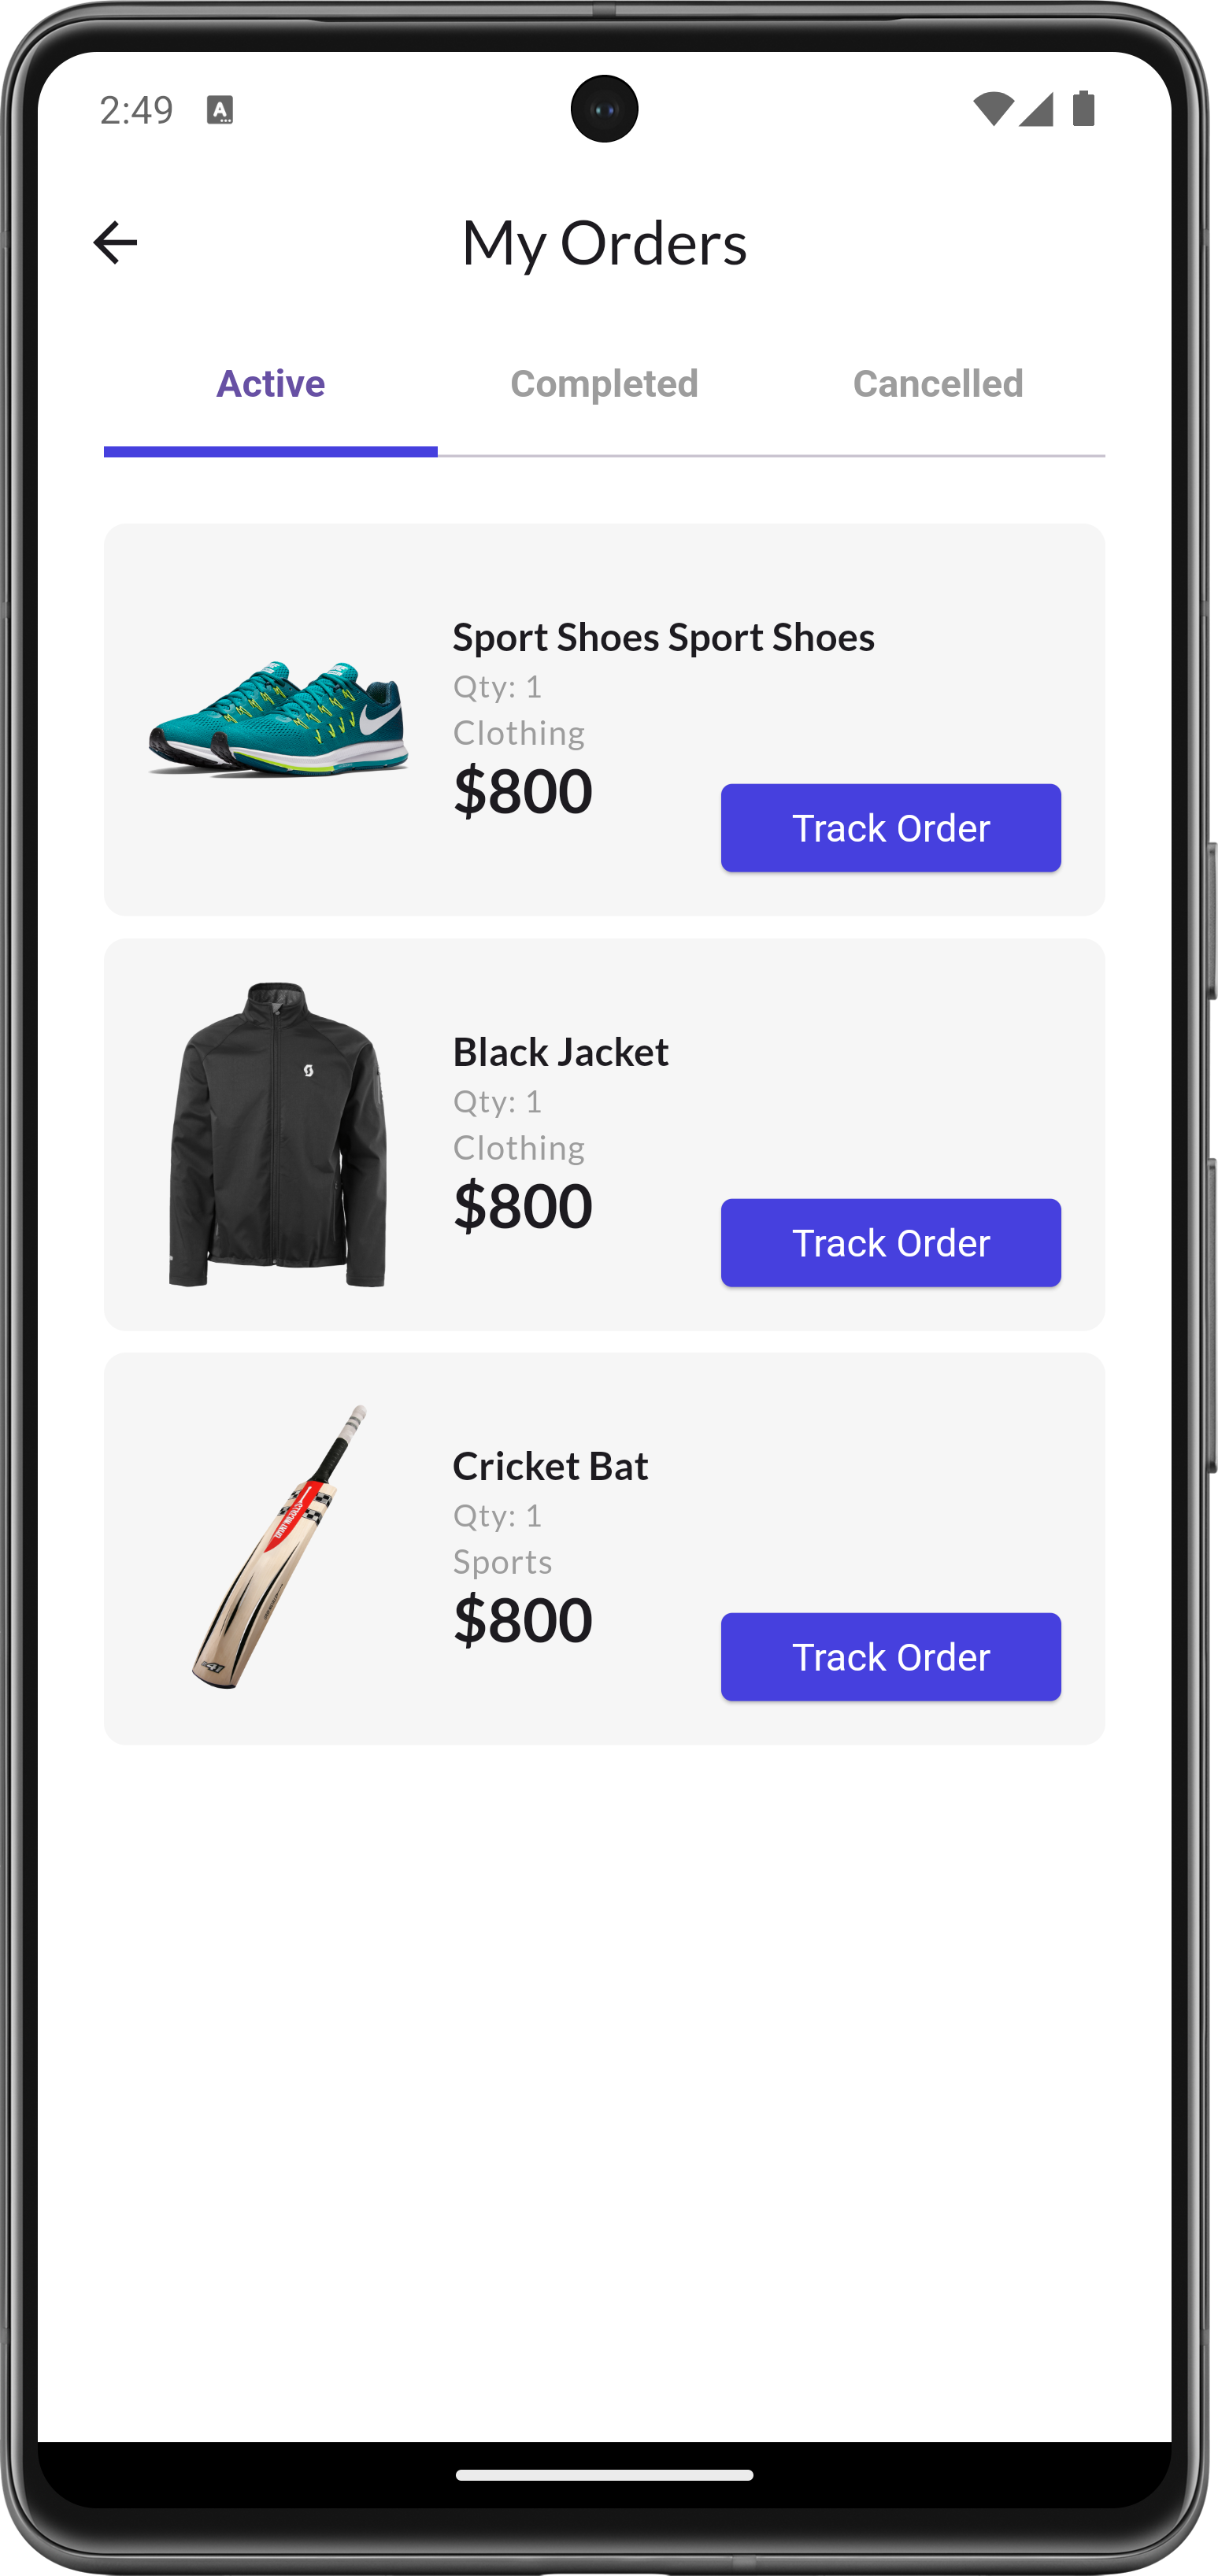 2:49 A
My Orders
Active Completed Cancelled
Sport Shoes Sport Shoes
Qty: 1
Clothing
$800
Track Order
Black Jacket
Qty: 1
Clothing
$800
Track Order
Cricket Bat
Qty: 1
Sports
$800
Track Order